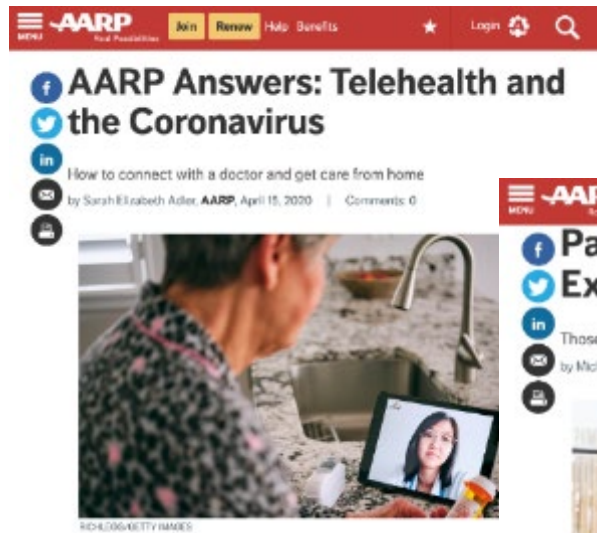 AARP
Real Possibilities
Join
Renew
Help
Benefits
Login
MENU
AARP Answers: Telehealth and
the Coronavirus
How to connect with a doctor and get care from home
by Sarah Elizabeth Adler, AARP, April 15, 2020 | Comments: 0
RICHLEGG/GETTY IMAGES
MENU
AAR
Pa
Ex
Those
by Mic